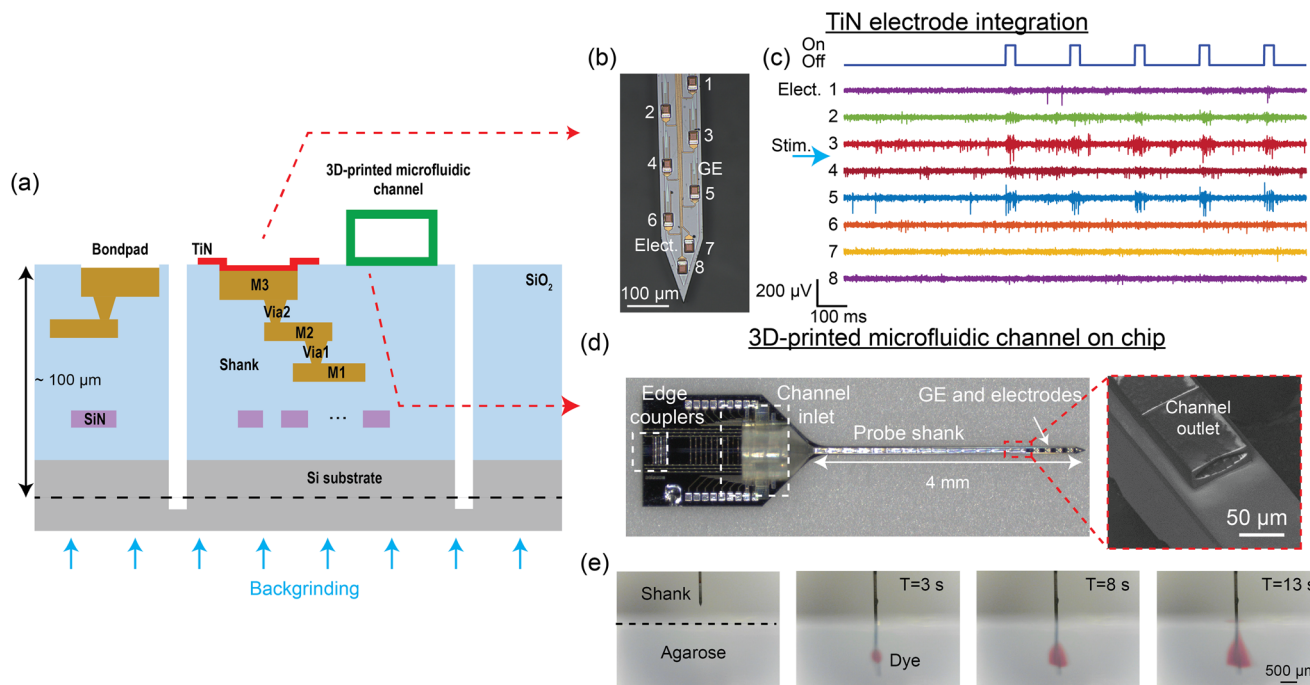 (a)
3D-printed microfluidic
channel
Bondpad
TiN
M3
Via2
M2
Via1
M1
SiO2
Shank
~ 100 μm
SiN
...
Si substrate
Backgrinding
TiN electrode integration
(b)
1
2
3
4
GE
5
6
Elect.
7
8
100 μm
(c)
On
Off
Elect. 1
2
3
Stim.
4
5
6
7
8
200 μV
100 ms
3D-printed microfluidic channel on chip
(d)
Edge
couplers
Channel
inlet
GE and electrodes
Probe shank
4 mm
Channel
outlet
50 μm
(e)
Shank
Agarose
T=3 s
Dye
T=8 s
T=13 s
500 μm